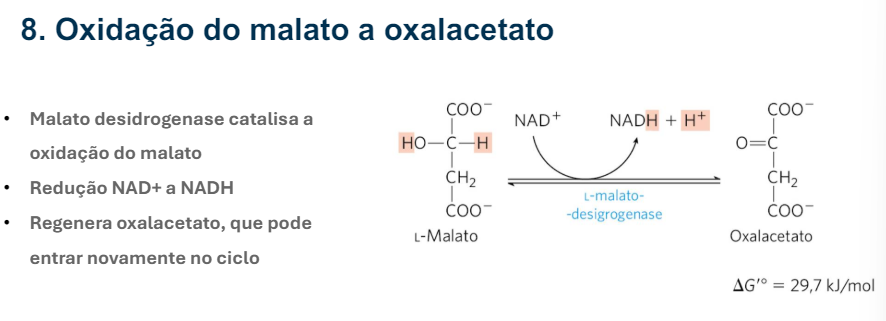 8. Oxidação do malato a oxalacetato
• Malato desidrogenase catalisa a
oxidação do malato
• Redução NAD+ a NADH
• Regenera oxalacetato, que pode
entrar novamente no ciclo
COO⁻
HO—C—H
CH₂
COO⁻
L-Malato
NAD⁺
NADH + H⁺
L-malato-
-desigrogenase
COO⁻
O=C
CH₂
COO⁻
Oxalacetato
ΔG′° = 29,7 kJ/mol